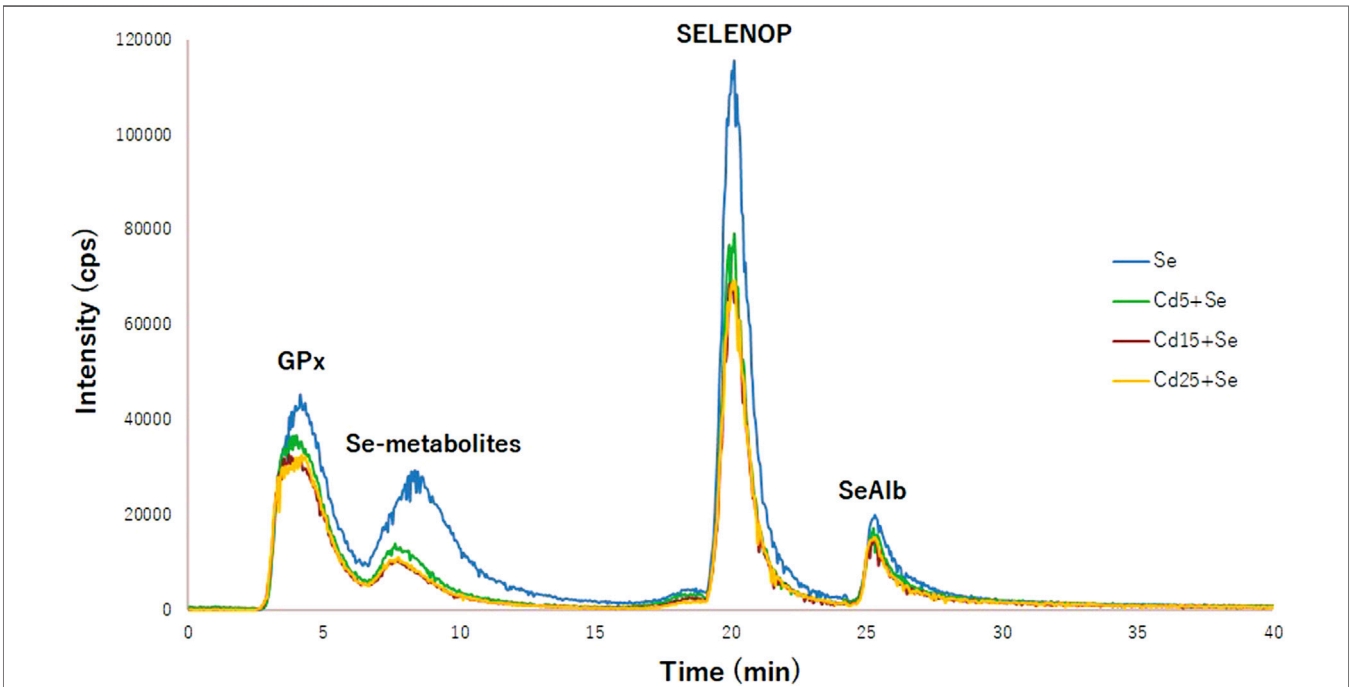 SELENOP
120000
100000
80000
60000
40000
20000
0
Intensity (cps)
GPx
Se-metabolites
SeAlb
Se
Cd5+Se
Cd15+Se
Cd25+Se
0 5 10 15 20 25 30 35 40
Time (min)